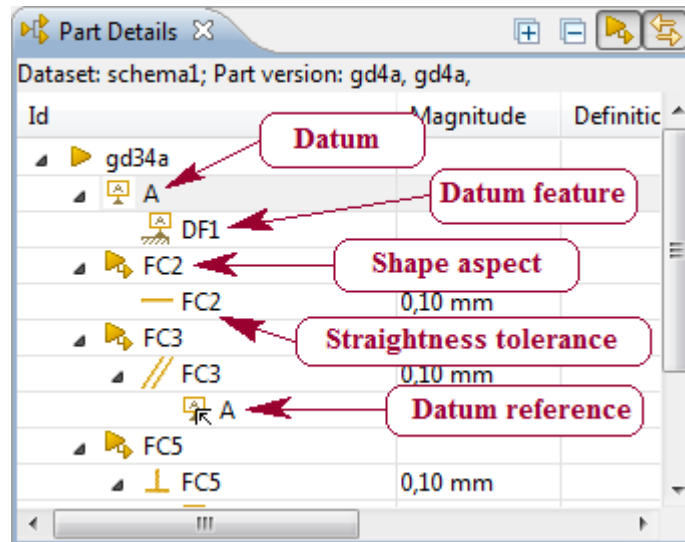 Part Details
Dataset: schema1; Part version: gd4a, gd4a,
Id Magnitude Definitic
Datum
gd34a
A
Datum feature
DF1
FC2
Shape aspect
FC2 0,10 mm
FC3
Straightness tolerance
FC3 0,10 mm
A
Datum reference
FC5
FC5 0,10 mm